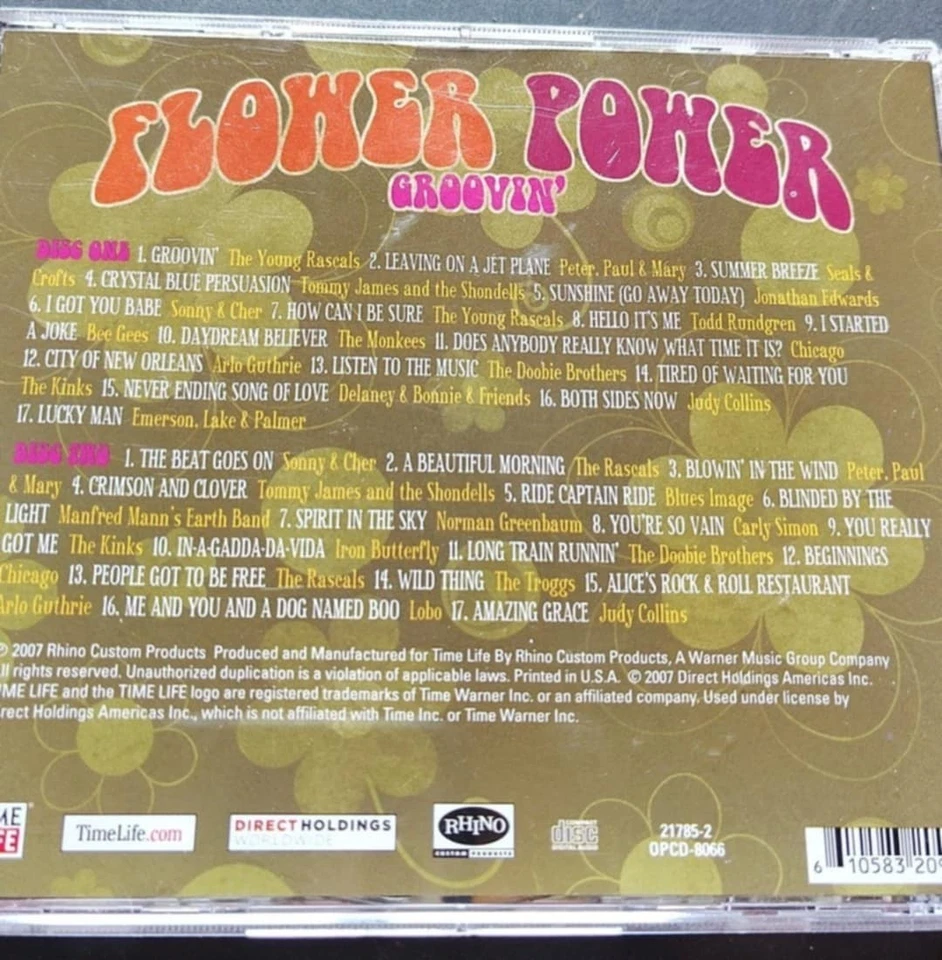 FLOWER POWER
GROOVIN'
DISC ONE 1. GROOVIN' The Young Rascals 2. LEAVING ON A JET PLANE Peter, Paul & Mary 3. SUMMER BREEZE Seals &
Crofts 4. CRYSTAL BLUE PERSUASION Tommy James and the Shondells 5. SUNSHINE (GO AWAY TODAY) Jonathan Edwards
6. I GOT YOU BABE Sonny & Cher 7. HOW CAN I BE SURE The Young Rascals 8. HELLO IT'S ME Todd Rundgren 9. I STARTED
A JOKE Bee Gees 10. DAYDREAM BELIEVER The Monkees 11. DOES ANYBODY REALLY KNOW WHAT TIME IT IS? Chicago
12. CITY OF NEW ORLEANS Arlo Guthrie 13. LISTEN TO THE MUSIC The Doobie Brothers 14. TIRED OF WAITING FOR YOU
The Kinks 15. NEVER ENDING SONG OF LOVE Delaney & Bonnie & Friends 16. BOTH SIDES NOW Judy Collins
17. LUCKY MAN Emerson, Lake & Palmer
DISC TWO 1. THE BEAT GOES ON Sonny & Cher 2. A BEAUTIFUL MORNING The Rascals 3. BLOWIN' IN THE WIND Peter, Paul
& Mary 4. CRIMSON AND CLOVER Tommy James and the Shondells 5. RIDE CAPTAIN RIDE Blues Image 6. BLINDED BY THE
LIGHT Manfred Mann's Earth Band 7. SPIRIT IN THE SKY Norman Greenbaum 8. YOU'RE SO VAIN Carly Simon 9. YOU REALLY
GOT ME The Kinks 10. IN-A-GADDA-DA-VIDA Iron Butterfly 11. LONG TRAIN RUNNIN' The Doobie Brothers 12. BEGINNINGS
Chicago 13. PEOPLE GOT TO BE FREE The Rascals 14. WILD THING The Troggs 15. ALICE'S ROCK & ROLL RESTAURANT
Arlo Guthrie 16. ME AND YOU AND A DOG NAMED BOO Lobo 17. AMAZING GRACE Judy Collins
℗ 2007 Rhino Custom Products Produced and Manufactured for Time Life By Rhino Custom Products, A Warner Music Group Company
ll rights reserved. Unauthorized duplication is a violation of applicable laws. Printed in U.S.A. © 2007 Direct Holdings Americas Inc.
IME LIFE and the TIME LIFE logo are registered trademarks of Time Warner Inc. or an affiliated company. Used under license by
rect Holdings Americas Inc., which is not affiliated with Time Inc. or Time Warner Inc.
ME
FE
TimeLife.com
DIRECT HOLDINGS
WORLDWIDE
RHINO
CUSTOM PRODUCTS
COMPACT
disc
DIGITAL AUDIO
21785-2
OPCD-8066
6 10583 209